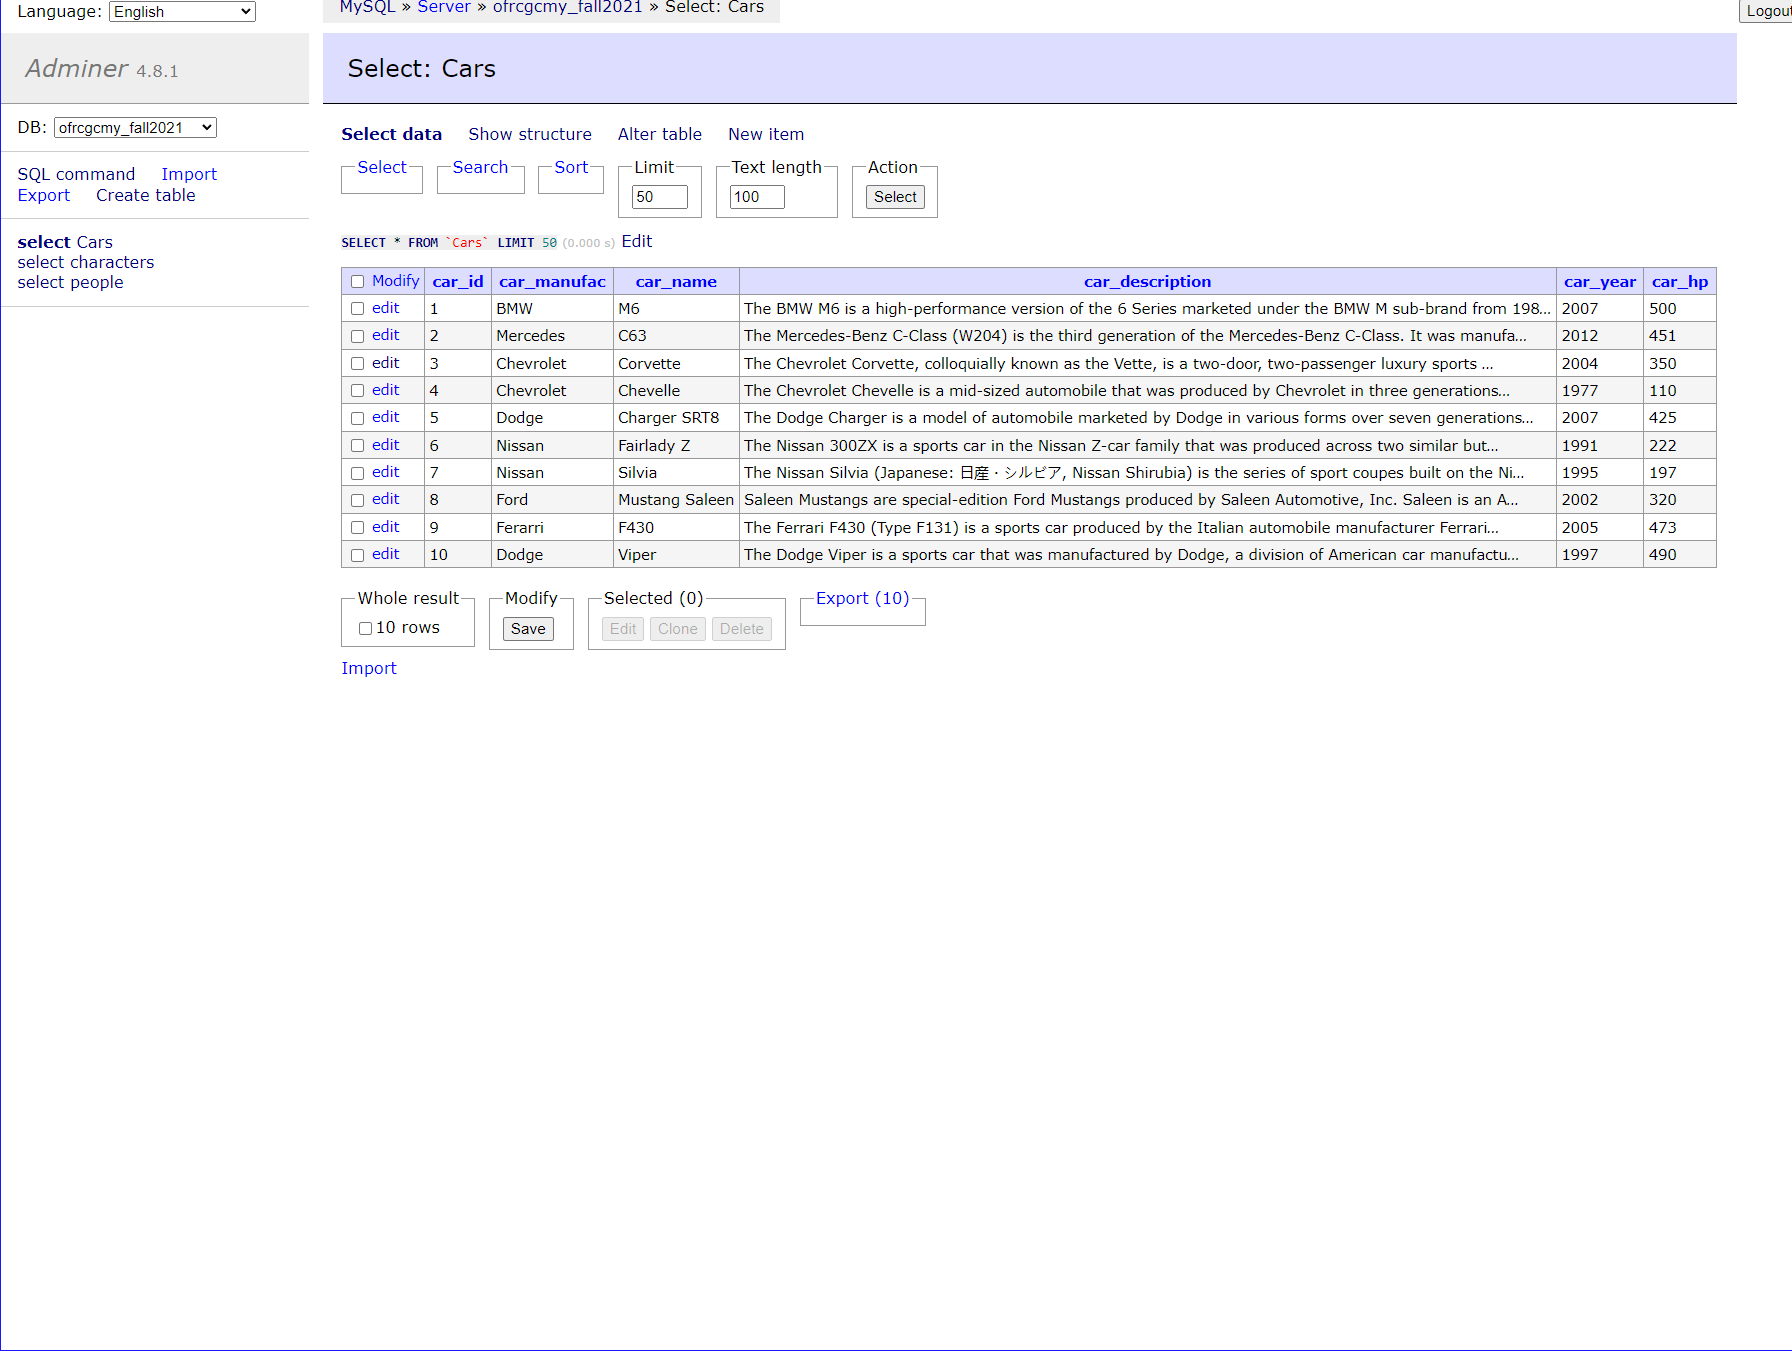 Language: English
MySQL » Server » ofrcgcmy_fall2021 » Select: Cars
Logout
Adminer 4.8.1
Select: Cars
DB: ofrcgcmy_fall2021
SQL command Import
Export Create table
select Cars
select characters
select people
Select data Show structure Alter table New item
Select Search Sort Limit Text length Action
50 100 Select
SELECT * FROM `Cars` LIMIT 50 (0.000 s) Edit
Modify car_id car_manufac car_name car_description car_year car_hp
edit 1 BMW M6 The BMW M6 is a high-performance version of the 6 Series marketed under the BMW M sub-brand from 198... 2007 500
edit 2 Mercedes C63 The Mercedes-Benz C-Class (W204) is the third generation of the Mercedes-Benz C-Class. It was manufa... 2012 451
edit 3 Chevrolet Corvette The Chevrolet Corvette, colloquially known as the Vette, is a two-door, two-passenger luxury sports ... 2004 350
edit 4 Chevrolet Chevelle The Chevrolet Chevelle is a mid-sized automobile that was produced by Chevrolet in three generations... 1977 110
edit 5 Dodge Charger SRT8 The Dodge Charger is a model of automobile marketed by Dodge in various forms over seven generations... 2007 425
edit 6 Nissan Fairlady Z The Nissan 300ZX is a sports car in the Nissan Z-car family that was produced across two similar but... 1991 222
edit 7 Nissan Silvia The Nissan Silvia (Japanese: 日産・シルビア, Nissan Shirubia) is the series of sport coupes built on the Ni... 1995 197
edit 8 Ford Mustang Saleen Saleen Mustangs are special-edition Ford Mustangs produced by Saleen Automotive, Inc. Saleen is an A... 2002 320
edit 9 Ferarri F430 The Ferrari F430 (Type F131) is a sports car produced by the Italian automobile manufacturer Ferrari... 2005 473
edit 10 Dodge Viper The Dodge Viper is a sports car that was manufactured by Dodge, a division of American car manufactu... 1997 490
Whole result Modify Selected (0) Export (10)
10 rows Save Edit Clone Delete
Import